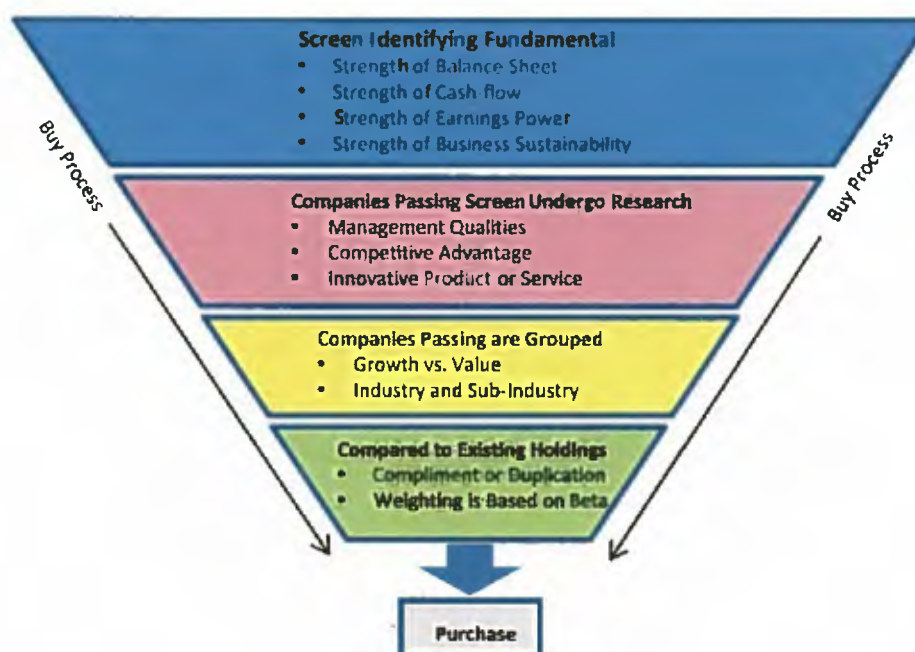 Screen Identifying Fundamental
• Strength of Balance Sheet
• Strength of Cash flow
• Strength of Earnings Power
• Strength of Business Sustainability
Buy Process
Buy Process
Companies Passing Screen Undergo Research
• Management Qualities
• Competitive Advantage
• Innovative Product or Service
Companies Passing are Grouped
• Growth vs. Value
• Industry and Sub-Industry
Compared to Existing Holdings
• Compliment or Duplication
• Weighting is Based on Beta
Purchase